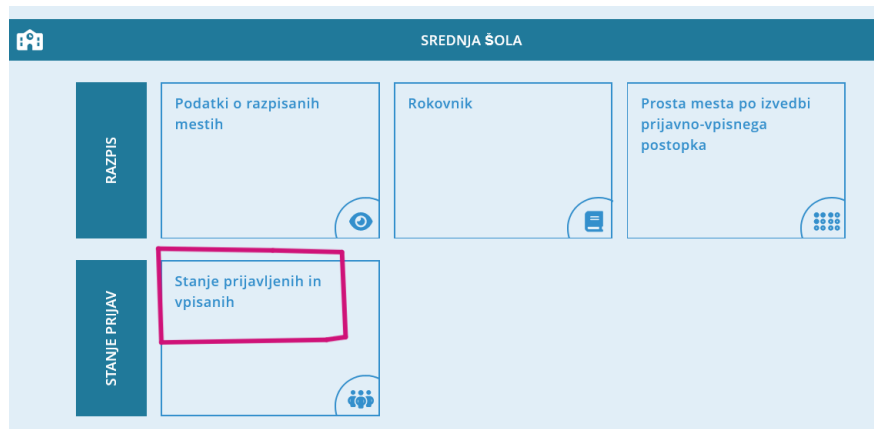 SREDNJA ŠOLA
RAZPIS
Podatki o razpisanih
mestih
Rokovnik
Prosta mesta po izvedbi
prijavno-vpisnega
postopka
STANJE PRIJAV
Stanje prijavljenih in
vpisanih